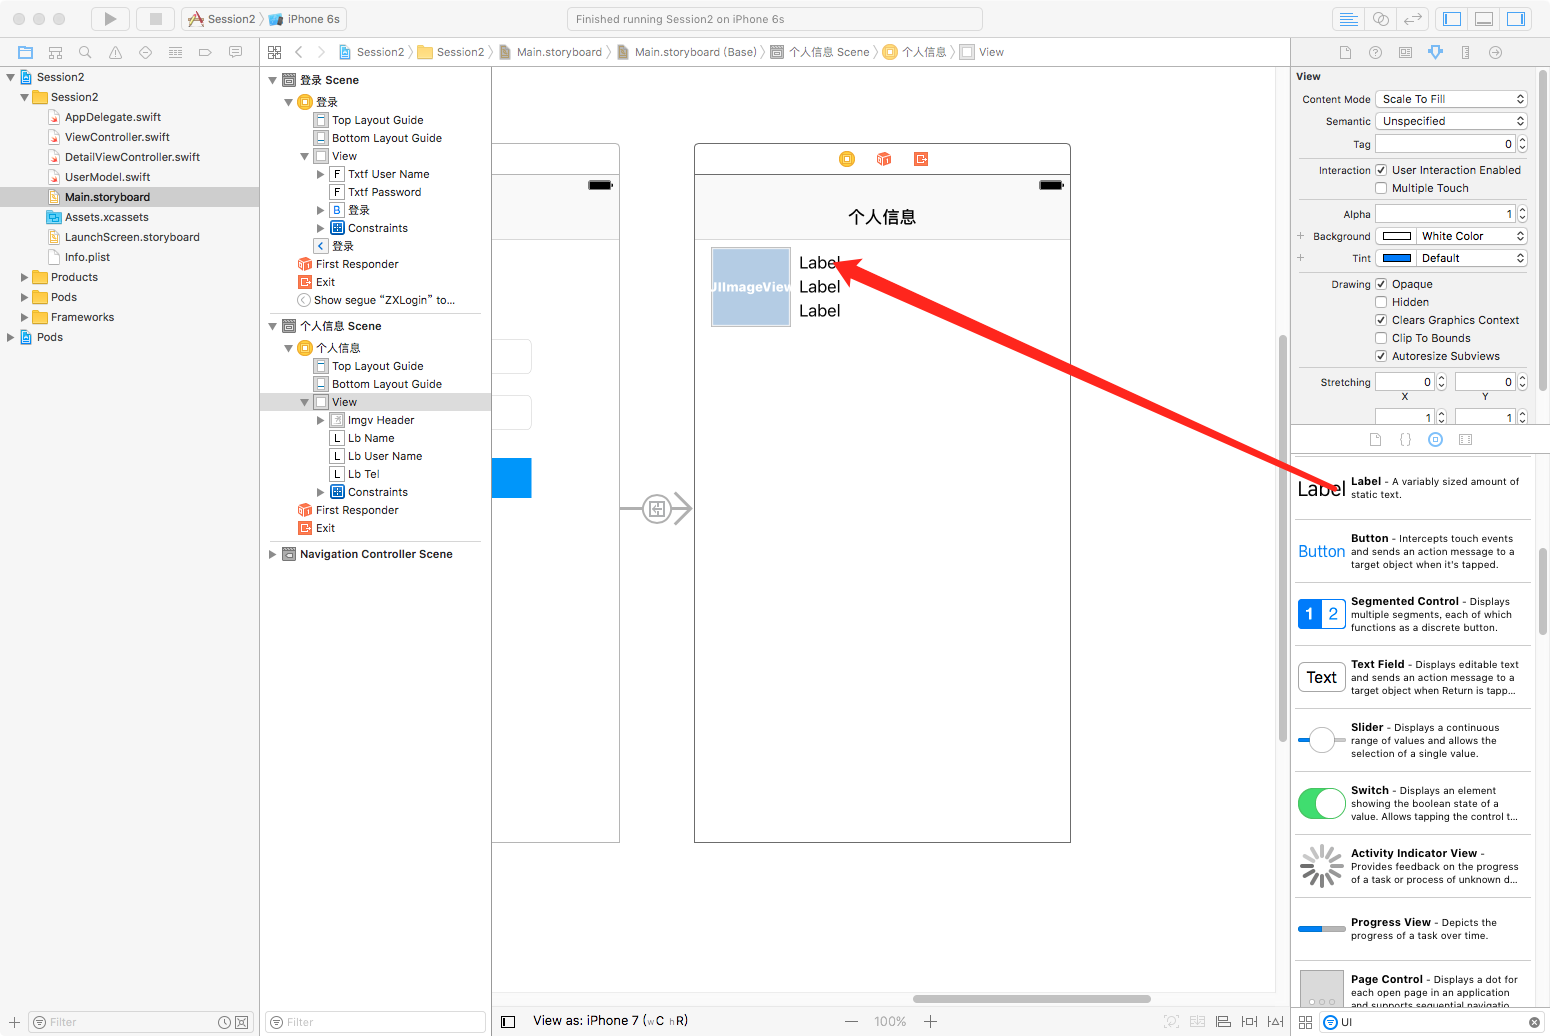 Session2 〉 iPhone 6s
Finished running Session2 on iPhone 6s
Session2 〉 Session2 〉 Main.storyboard 〉 Main.storyboard (Base) 〉 个人信息 Scene 〉 个人信息 〉 View
Session2
Session2
AppDelegate.swift
ViewController.swift
DetailViewController.swift
UserModel.swift
Main.storyboard
Assets.xcassets
LaunchScreen.storyboard
Info.plist
Products
Pods
Frameworks
Pods
Filter
登录 Scene
登录
Top Layout Guide
Bottom Layout Guide
View
F Txtf User Name
F Txtf Password
B 登录
Constraints
登录
First Responder
Exit
Show segue “ZXLogin” to...
个人信息 Scene
个人信息
Top Layout Guide
Bottom Layout Guide
View
Imgv Header
L Lb Name
L Lb User Name
L Lb Tel
Constraints
First Responder
Exit
Navigation Controller Scene
Filter
个人信息
UIImageView
Label
Label
Label
View as: iPhone 7 (wC hR)
100%
View
Content Mode Scale To Fill
Semantic Unspecified
Tag 0
Interaction User Interaction Enabled
Multiple Touch
Alpha 1
Background White Color
Tint Default
Drawing Opaque
Hidden
Clears Graphics Context
Clip To Bounds
Autoresize Subviews
Stretching 0 0
X Y
1 1
Label
Label - A variably sized amount of
static text.
Button
Button - Intercepts touch events
and sends an action message to a
target object when it's tapped.
1 2
Segmented Control - Displays
multiple segments, each of which
functions as a discrete button.
Text
Text Field - Displays editable text
and sends an action message to a
target object when Return is tapp...
Slider - Displays a continuous
range of values and allows the
selection of a single value.
Switch - Displays an element
showing the boolean state of a
value. Allows tapping the control t...
Activity Indicator View -
Provides feedback on the progress
of a task or process of unknown d...
Progress View - Depicts the
progress of a task over time.
Page Control - Displays a dot for
each open page in an application
and supports sequential navigatio...
UI